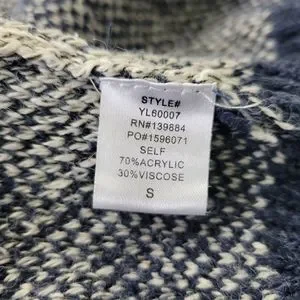 STYLE#
YL60007
RN#139884
PO#1596071
SELF
70%ACRYLIC
30%VISCOSE
S